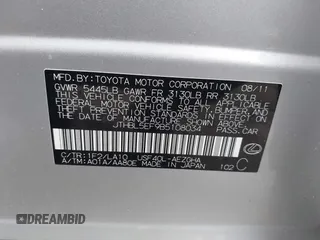 MFD. BY: TOYOTA MOTOR CORPORATION 08/11
GVWR 5445LB GAWR FR 3130LB RR 3130LB
THIS VEHICLE CONFORMS TO ALL APPLICABLE
FEDERAL MOTOR VEHICLE SAFETY, BUMPER, AND
THEFT PREVENTION STANDARDS IN EFFECT ON
THE DATE OF MANUFACTURE SHOWN ABOVE.
JTHBL5EF9B5108034 PASS. CAR
C/TR: 1F2/LA10 USF40L-AEZGHA
A/TM: A01A/AA80E MADE IN JAPAN 102 C
DREAMBID